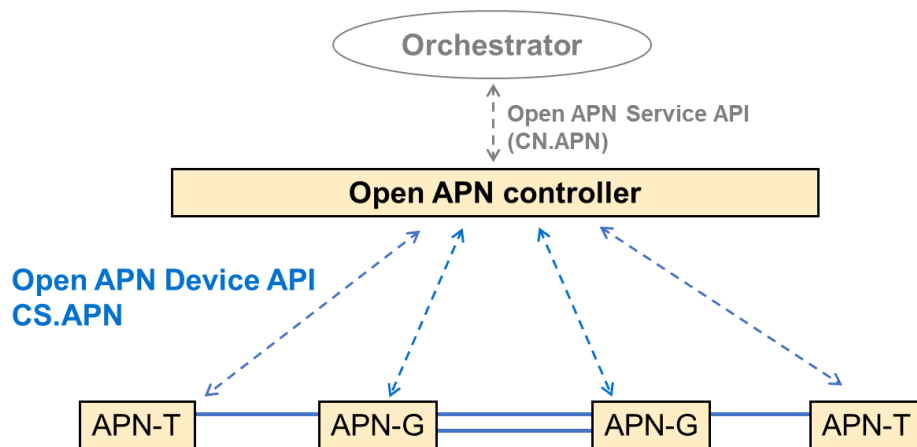 Orchestrator
Open APN Service API
(CN.APN)
Open APN controller
Open APN Device API
CS.APN
APN-T
APN-G
APN-G
APN-T